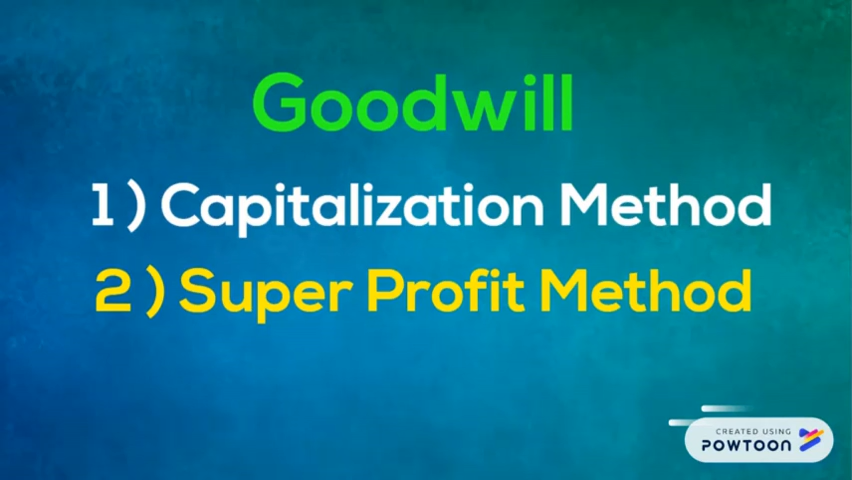 Goodwill
1 ) Capitalization Method
2 ) Super Profit Method
CREATED USING
POWTOON